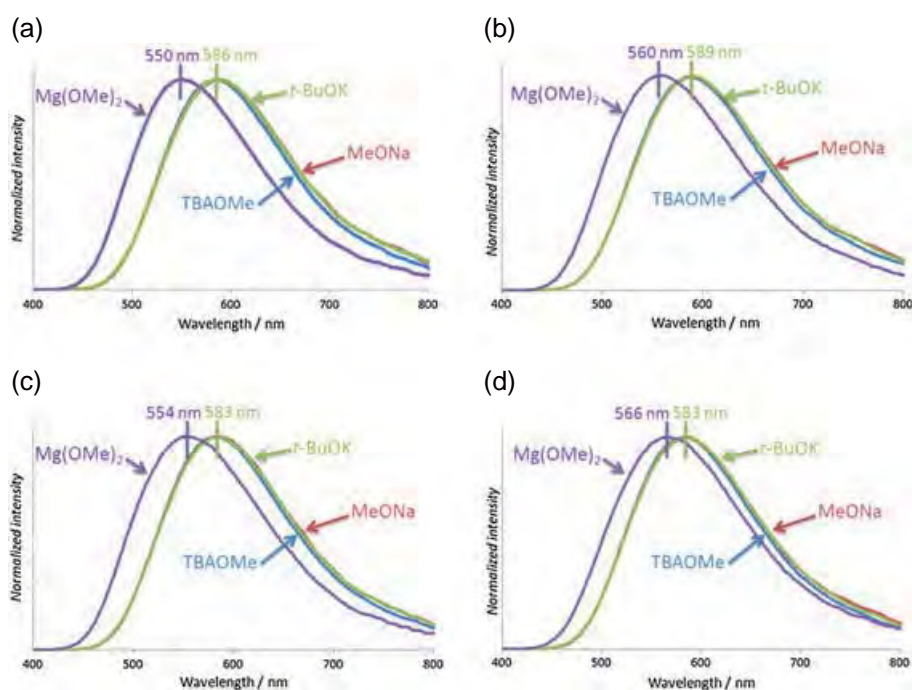 (a)
550 nm 586 nm
Mg(OMe)₂
t-BuOK
MeONa
TBAOMe
Normalized intensity
400 500 600 700 800
Wavelength / nm
(b)
560 nm 589 nm
Mg(OMe)₂
t-BuOK
MeONa
TBAOMe
Normalized intensity
400 500 600 700 800
Wavelength / nm
(c)
554 nm 583 nm
Mg(OMe)₂
t-BuOK
MeONa
TBAOMe
Normalized intensity
400 500 600 700 800
Wavelength / nm
(d)
566 nm 583 nm
Mg(OMe)₂
t-BuOK
MeONa
TBAOMe
Normalized intensity
400 500 600 700 800
Wavelength / nm